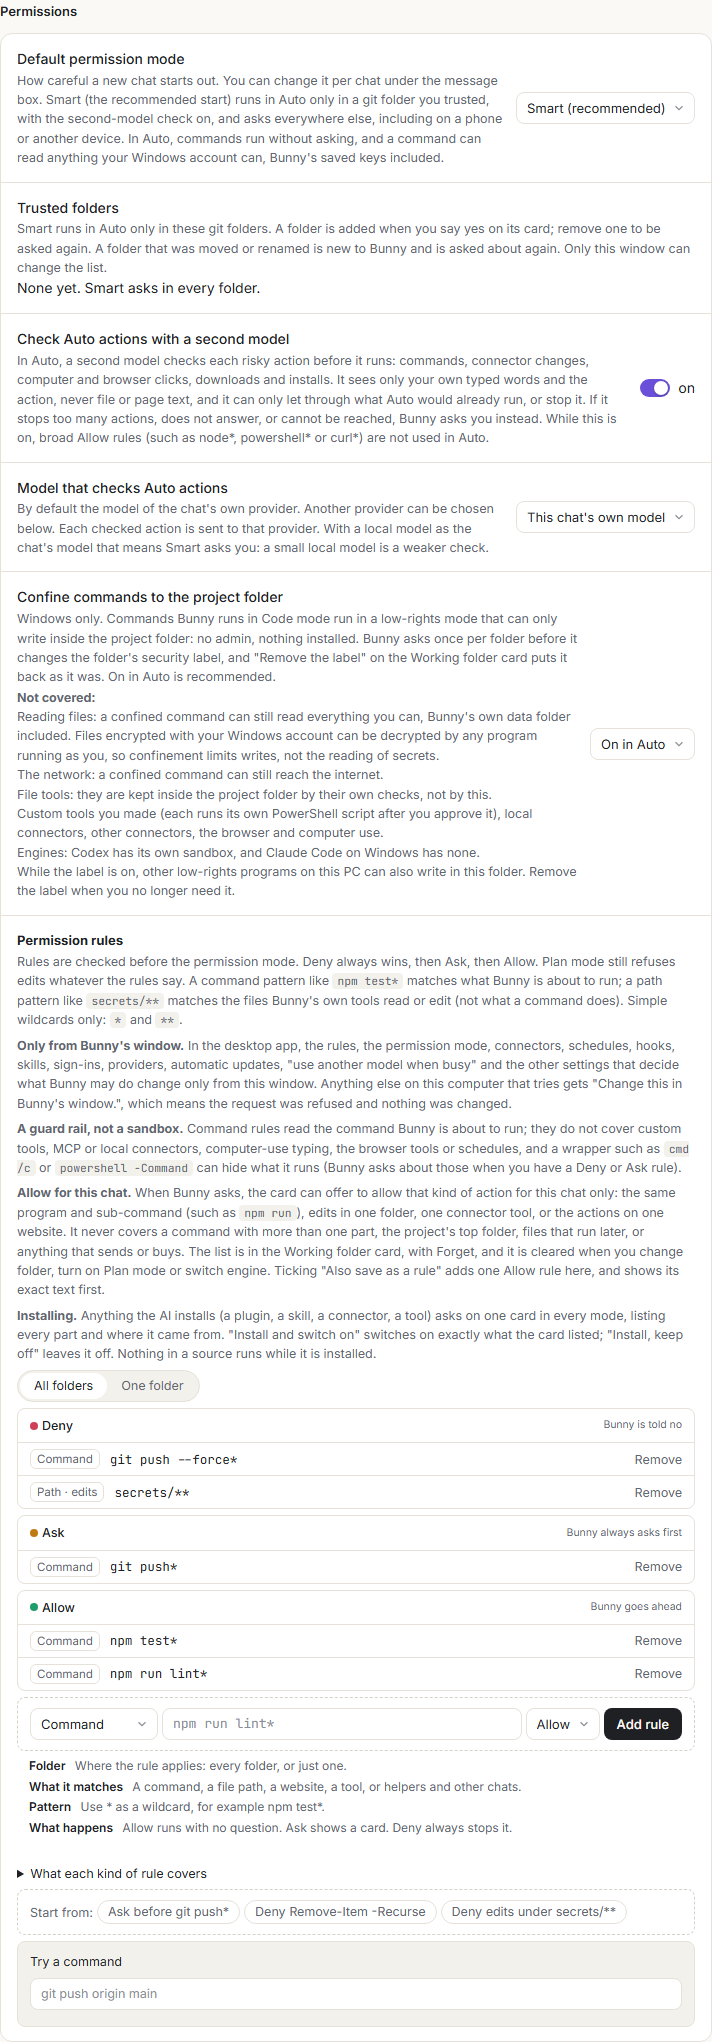 Permissions
Default permission mode
How careful a new chat starts out. You can change it per chat under the message
box. Smart (the recommended start) runs in Auto only in a git folder you trusted,
with the second-model check on, and asks everywhere else, including on a phone
or another device. In Auto, commands run without asking, and a command can
read anything your Windows account can, Bunny's saved keys included.
Smart (recommended)
Trusted folders
Smart runs in Auto only in these git folders. A folder is added when you say yes on its card; remove one to be
asked again. A folder that was moved or renamed is new to Bunny and is asked about again. Only this window can
change the list.
None yet. Smart asks in every folder.
Check Auto actions with a second model
In Auto, a second model checks each risky action before it runs: commands, connector changes,
computer and browser clicks, downloads and installs. It sees only your own typed words and the
action, never file or page text, and it can only let through what Auto would already run, or stop it. If it
stops too many actions, does not answer, or cannot be reached, Bunny asks you instead. While this is
on, broad Allow rules (such as node*, powershell* or curl*) are not used in Auto.
on
Model that checks Auto actions
By default the model of the chat's own provider. Another provider can be chosen
below. Each checked action is sent to that provider. With a local model as the
chat's model that means Smart asks you: a small local model is a weaker check.
This chat's own model
Confine commands to the project folder
Windows only. Commands Bunny runs in Code mode run in a low-rights mode that can only
write inside the project folder: no admin, nothing installed. Bunny asks once per folder before it
changes the folder's security label, and "Remove the label" on the Working folder card puts it
back as it was. On in Auto is recommended.
Not covered:
Reading files: a confined command can still read everything you can, Bunny's own data folder
included. Files encrypted with your Windows account can be decrypted by any program
running as you, so confinement limits writes, not the reading of secrets.
The network: a confined command can still reach the internet.
File tools: they are kept inside the project folder by their own checks, not by this.
Custom tools you made (each runs its own PowerShell script after you approve it), local
connectors, other connectors, the browser and computer use.
Engines: Codex has its own sandbox, and Claude Code on Windows has none.
While the label is on, other low-rights programs on this PC can also write in this folder. Remove
the label when you no longer need it.
On in Auto
Permission rules
Rules are checked before the permission mode. Deny always wins, then Ask, then Allow. Plan mode still refuses
edits whatever the rules say. A command pattern like npm test* matches what Bunny is about to run; a path
pattern like secrets/** matches the files Bunny's own tools read or edit (not what a command does). Simple
wildcards only: * and **.
Only from Bunny's window. In the desktop app, the rules, the permission mode, connectors, schedules, hooks,
skills, sign-ins, providers, automatic updates, "use another model when busy" and the other settings that decide
what Bunny may do change only from this window. Anything else on this computer that tries gets "Change this in
Bunny's window.", which means the request was refused and nothing was changed.
A guard rail, not a sandbox. Command rules read the command Bunny is about to run; they do not cover custom
tools, MCP or local connectors, computer-use typing, the browser tools or schedules, and a wrapper such as cmd
/c or powershell -Command can hide what it runs (Bunny asks about those when you have a Deny or Ask rule).
Allow for this chat. When Bunny asks, the card can offer to allow that kind of action for this chat only: the same
program and sub-command (such as npm run), edits in one folder, one connector tool, or the actions on one
website. It never covers a command with more than one part, the project's top folder, files that run later, or
anything that sends or buys. The list is in the Working folder card, with Forget, and it is cleared when you change
folder, turn on Plan mode or switch engine. Ticking "Also save as a rule" adds one Allow rule here, and shows its
exact text first.
Installing. Anything the AI installs (a plugin, a skill, a connector, a tool) asks on one card in every mode, listing
every part and where it came from. "Install and switch on" switches on exactly what the card listed; "Install, keep
off" leaves it off. Nothing in a source runs while it is installed.
All folders One folder
Deny Bunny is told no
Command git push --force* Remove
Path · edits secrets/** Remove
Ask Bunny always asks first
Command git push* Remove
Allow Bunny goes ahead
Command npm test* Remove
Command npm run lint* Remove
Command npm run lint* Allow Add rule
Folder Where the rule applies: every folder, or just one.
What it matches A command, a file path, a website, a tool, or helpers and other chats.
Pattern Use * as a wildcard, for example npm test*.
What happens Allow runs with no question. Ask shows a card. Deny always stops it.
What each kind of rule covers
Start from: Ask before git push* Deny Remove-Item -Recurse Deny edits under secrets/**
Try a command
git push origin main